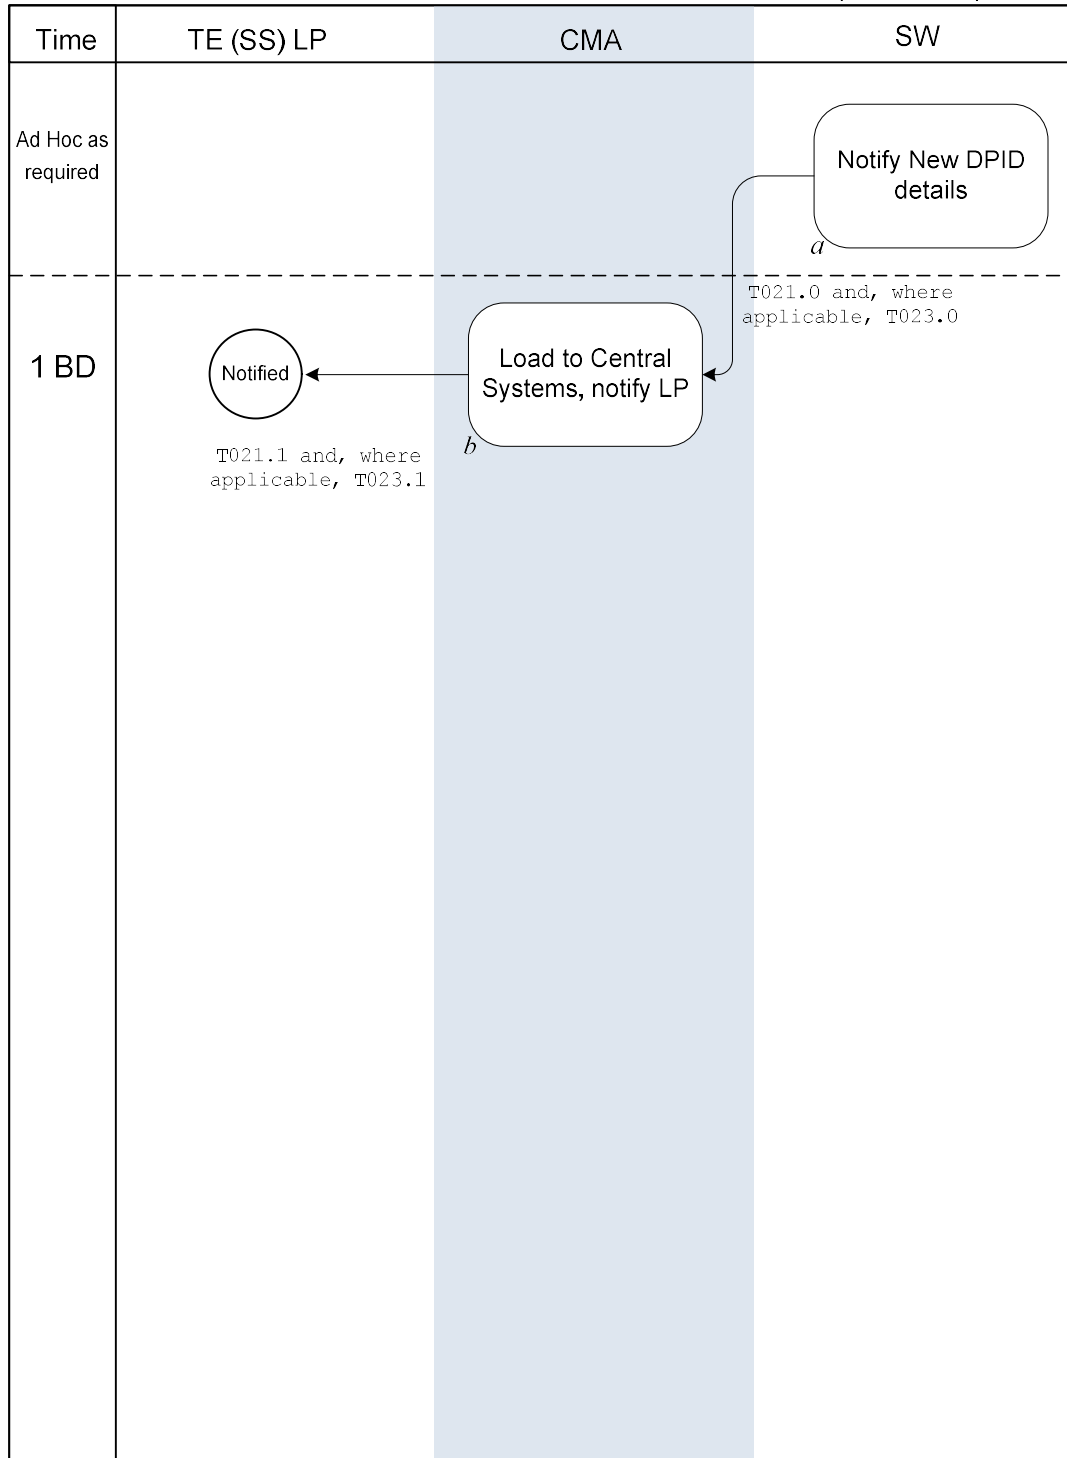 Time
TE (SS) LP
CMA
SW
Ad Hoc as
required
Notify New DPID
details
a
T021.0 and, where
applicable, T023.0
1 BD
Notified
Load to Central
Systems, notify LP
b
T021.1 and, where
applicable, T023.1